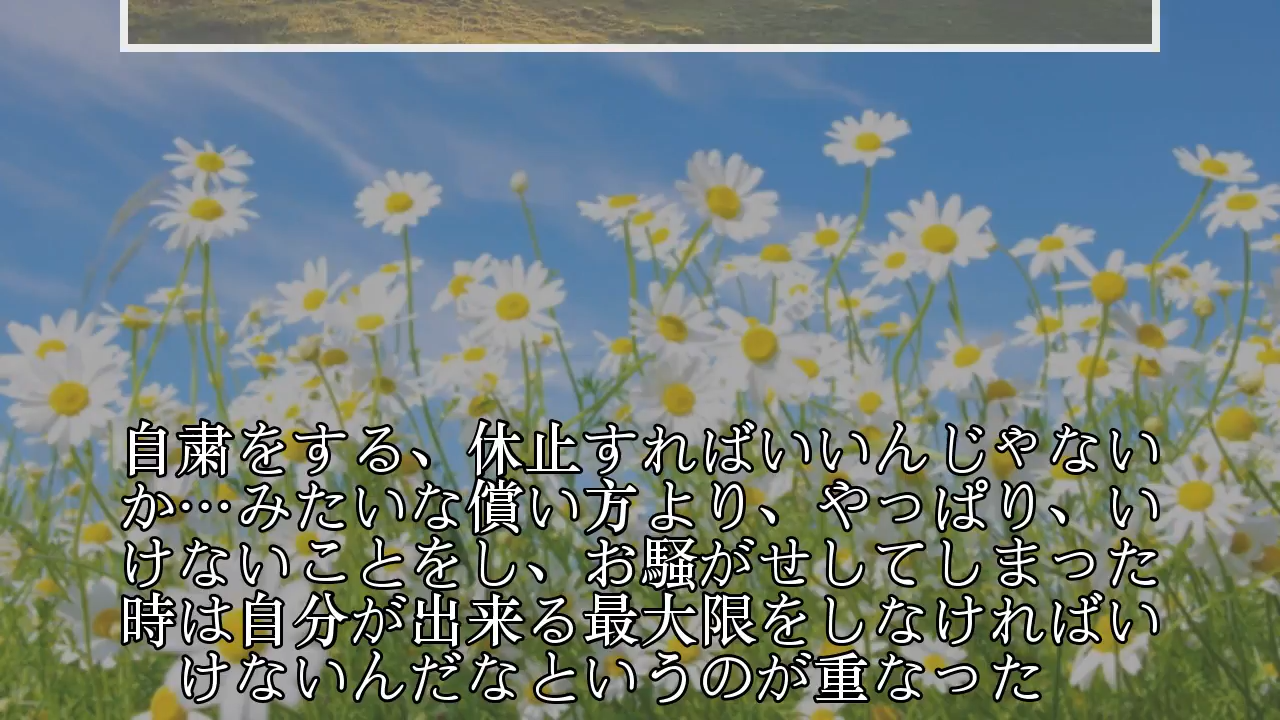 自粛をする、休止すればいいんじゃない
か…みたいな償い方より、やっぱり、い
けないことをし、お騒がせしてしまった
時は自分が出来る最大限をしなければい
けないんだなというのが重なった